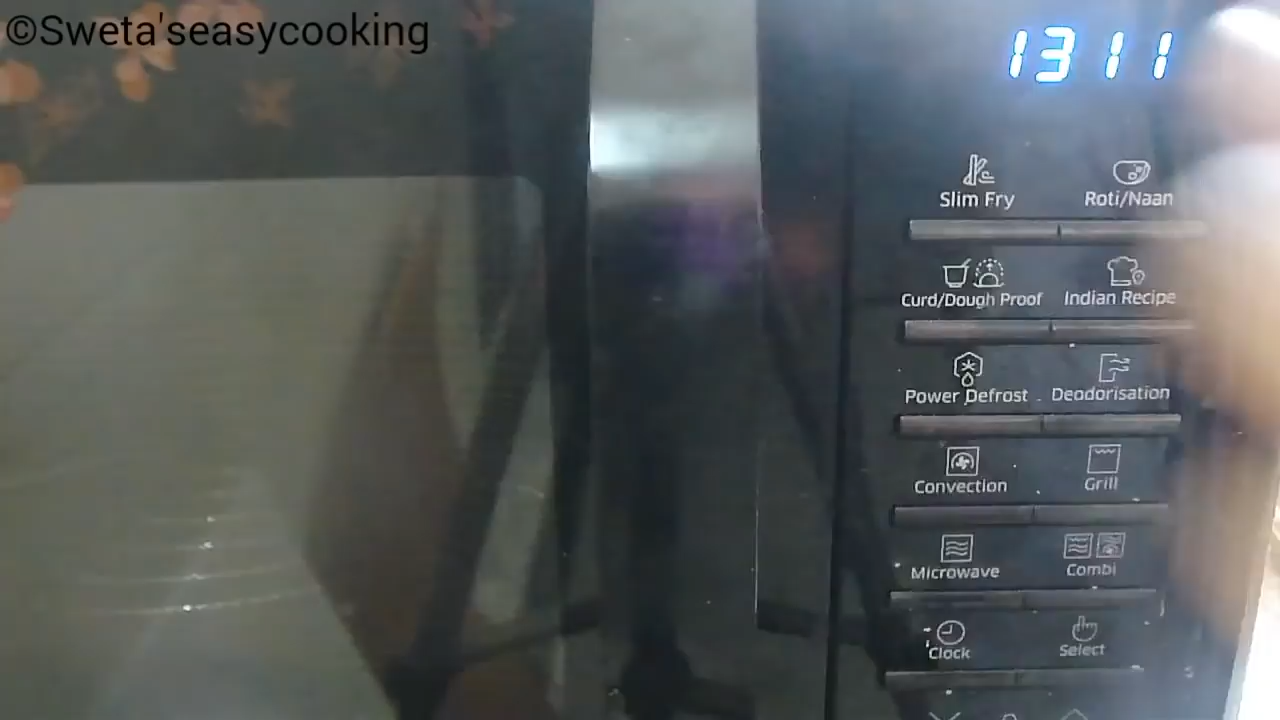 ©Sweta'seasycooking
1311
Slim Fry
Roti/Naan
Curd/Dough Proof
Indian Recipe
Power Defrost
Deodorisation
Convection
Grill
Microwave
Combi
Clock
Select